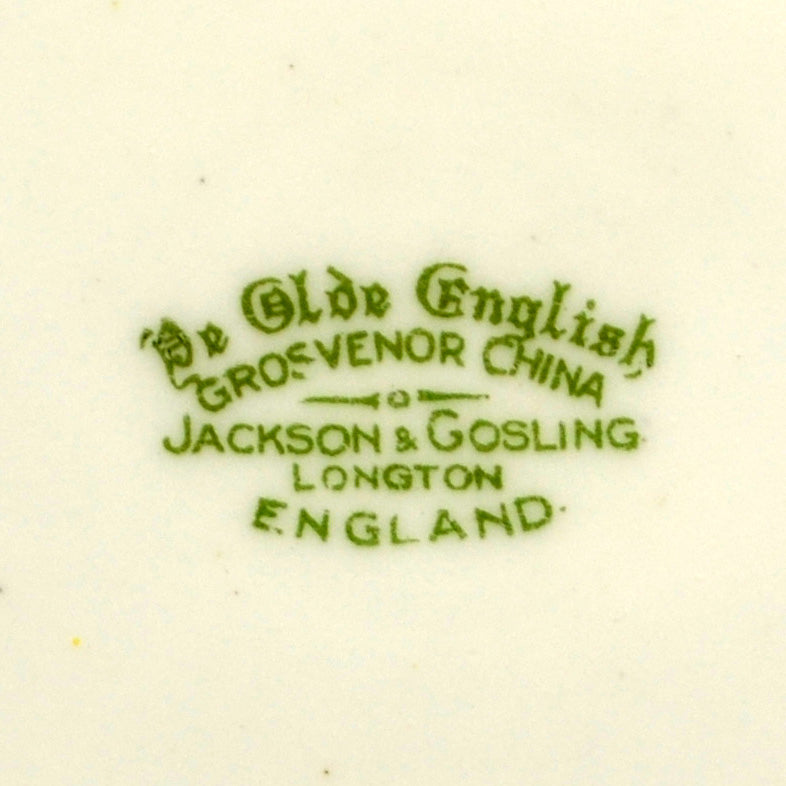 Ye Olde English
GROSVENOR CHINA
JACKSON & GOSLING
LONGTON
ENGLAND.